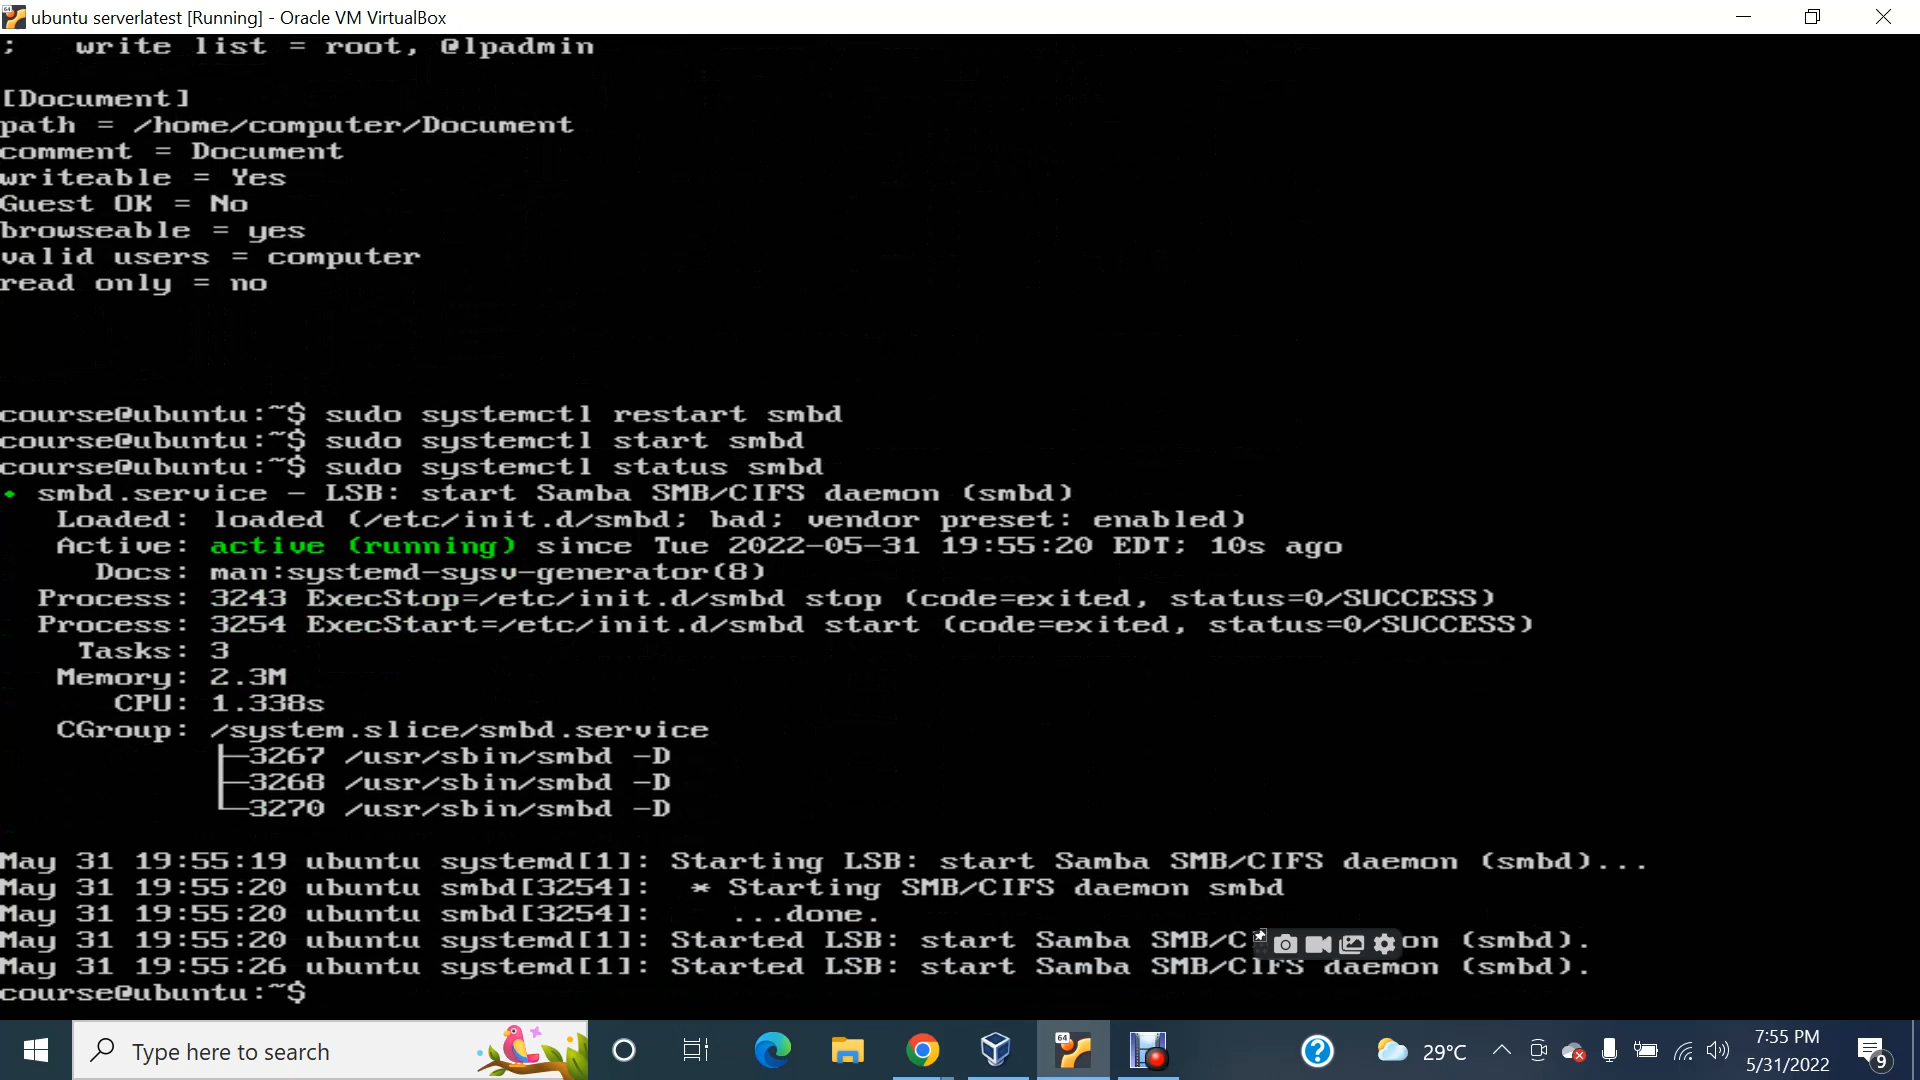 ubuntu serverlatest [Running] - Oracle VM VirtualBox
;   write list = root, @lpadmin
[Document]
path = /home/computer/Document
comment = Document
writeable = Yes
Guest OK = No
browseable = yes
valid users = computer
read only = no
course@ubuntu:~$ sudo systemctl restart smbd
course@ubuntu:~$ sudo systemctl start smbd
course@ubuntu:~$ sudo systemctl status smbd
• smbd.service - LSB: start Samba SMB/CIFS daemon (smbd)
Loaded: loaded (/etc/init.d/smbd; bad; vendor preset: enabled)
Active: active (running) since Tue 2022-05-31 19:55:20 EDT; 10s ago
Docs: man:systemd-sysv-generator(8)
Process: 3243 ExecStop=/etc/init.d/smbd stop (code=exited, status=0/SUCCESS)
Process: 3254 ExecStart=/etc/init.d/smbd start (code=exited, status=0/SUCCESS)
Tasks: 3
Memory: 2.3M
CPU: 1.338s
CGroup: /system.slice/smbd.service
├─3267 /usr/sbin/smbd -D
├─3268 /usr/sbin/smbd -D
└─3270 /usr/sbin/smbd -D
May 31 19:55:19 ubuntu systemd[1]: Starting LSB: start Samba SMB/CIFS daemon (smbd)...
May 31 19:55:20 ubuntu smbd[3254]:  * Starting SMB/CIFS daemon smbd
May 31 19:55:20 ubuntu smbd[3254]:    ...done.
May 31 19:55:20 ubuntu systemd[1]: Started LSB: start Samba SMB/C on (smbd).
May 31 19:55:26 ubuntu systemd[1]: Started LSB: start Samba SMB/CIFS daemon (smbd).
course@ubuntu:~$
Type here to search
64
29°C
7:55 PM
5/31/2022
9